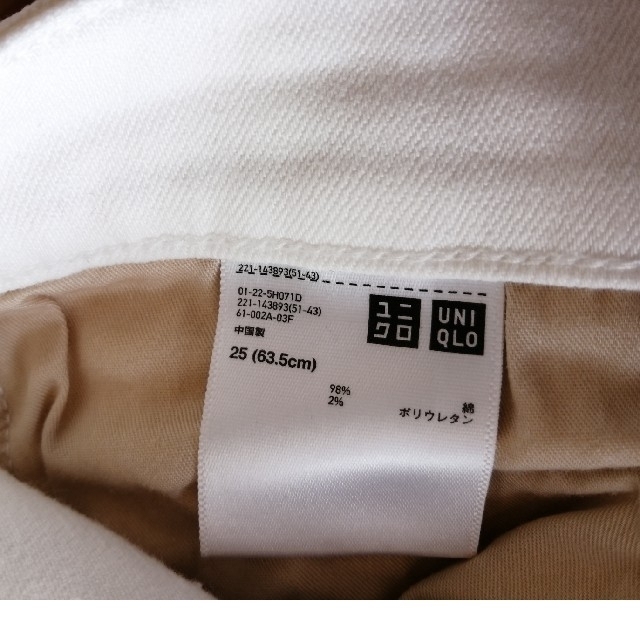 221-143893(51-43)
01-22-5H071D
221-143893(51-43)
61-002A-03F
中国製
ユニ
クロ
UNI
QLO
25 (63.5cm)
98% 綿
2% ポリウレタン